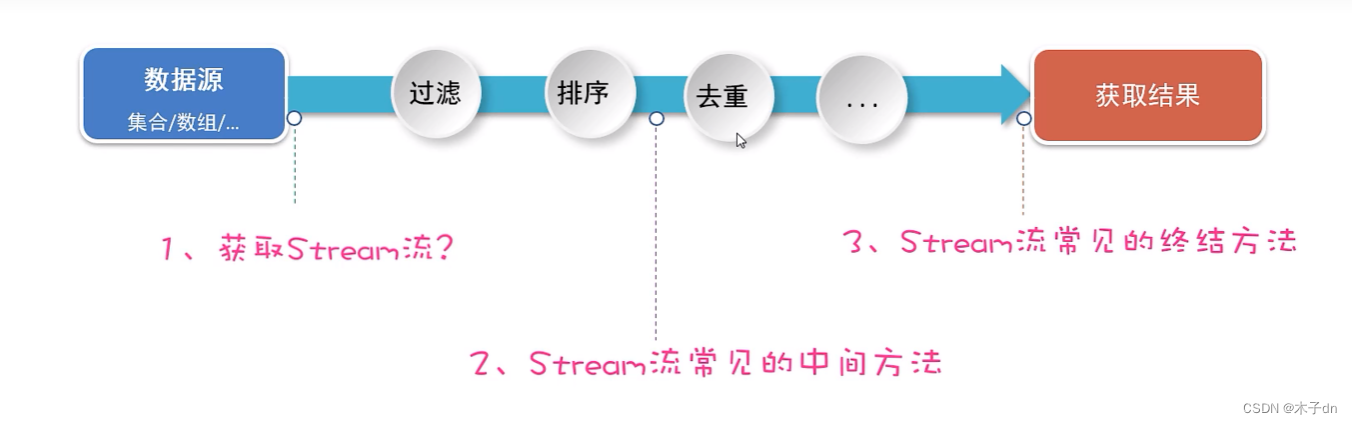 数据源
集合/数组/...
过滤
排序
去重
...
获取结果
1、获取Stream流?
3、Stream流常见的终结方法
2、Stream流常见的中间方法
CSDN @木子dn